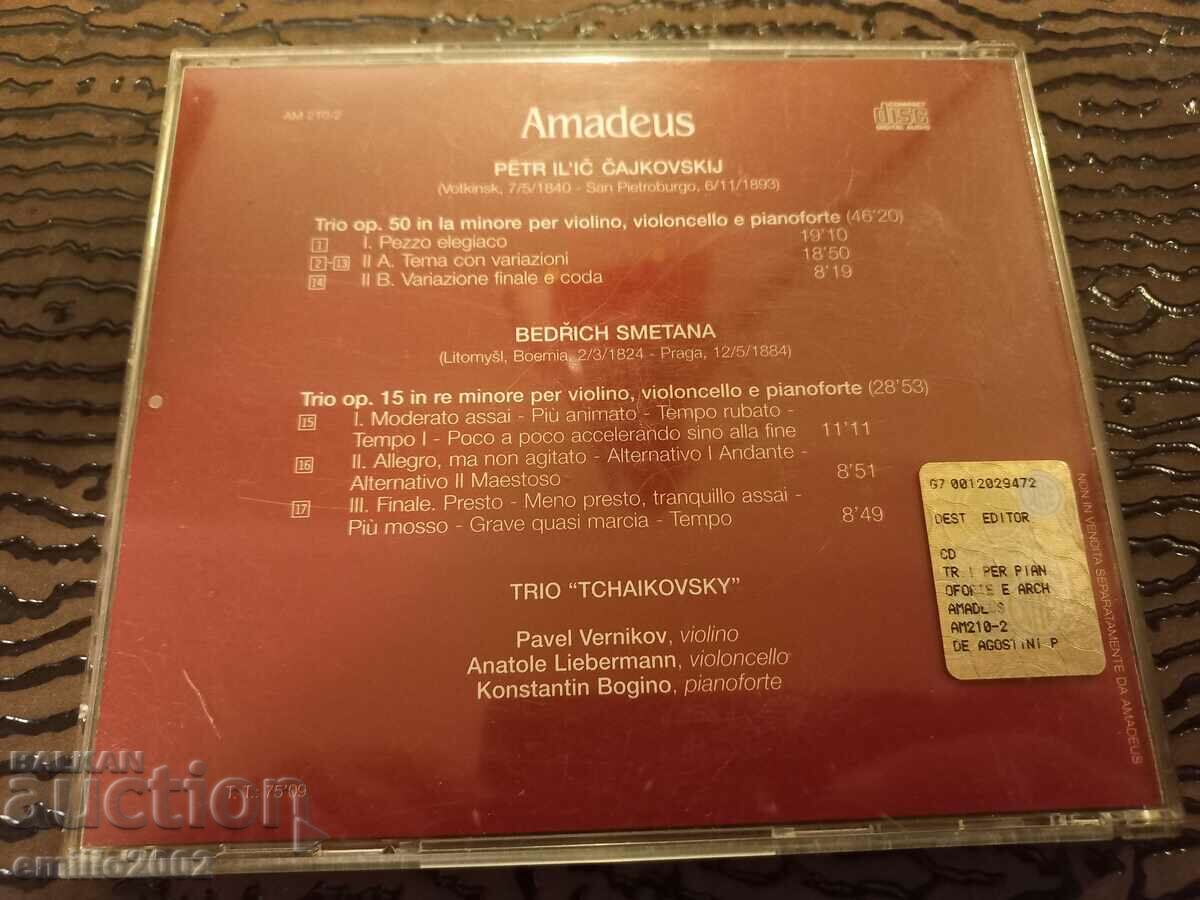 AM 210-2
Amadeus
COMPACT
disc
DIGITAL AUDIO
PËTR IL'IČ ČAJKOVSKIJ
(Votkinsk, 7/5/1840 - San Pietroburgo, 6/11/1893)
Trio op. 50 in la minore per violino, violoncello e pianoforte (46'20)
1 I. Pezzo elegiaco 19'10
2-13 II A. Tema con variazioni 18'50
14 II B. Variazione finale e coda 8'19
BEDŘICH SMETANA
(Litomyšl, Boemia, 2/3/1824 - Praga, 12/5/1884)
Trio op. 15 in re minore per violino, violoncello e pianoforte (28'53)
15 I. Moderato assai - Più animato - Tempo rubato -
Tempo I - Poco a poco accelerando sino alla fine 11'11
16 II. Allegro, ma non agitato - Alternativo I Andante -
Alternativo II Maestoso 8'51
17 III. Finale. Presto - Meno presto, tranquillo assai -
Più mosso - Grave quasi marcia - Tempo 8'49
TRIO "TCHAIKOVSKY"
Pavel Vernikov, violino
Anatole Liebermann, violoncello
Konstantin Bogino, pianoforte
T. T.: 75'09
G7 0012029472
DEST EDITOR
CD
PER PIAN
OFORTE E ARCH
AMADEUS
AM210-2
DE AGOSTINI P
NON IN VENDITA SEPARATAMENTE DA AMADEUS
BALKAN
auction
emilio2002